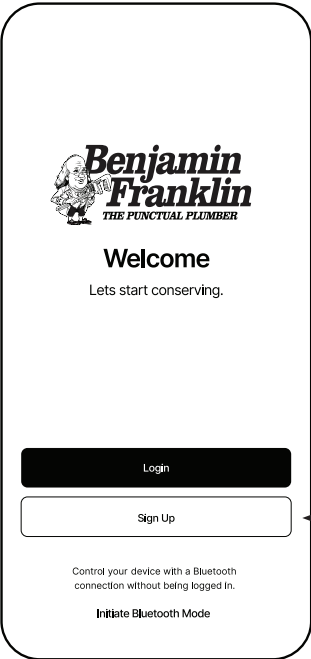 Benjamin
Franklin
THE PUNCTUAL PLUMBER
Welcome
Lets start conserving.
Login
Sign Up
Control your device with a Bluetooth
connection without being logged in.
Initiate Bluetooth Mode